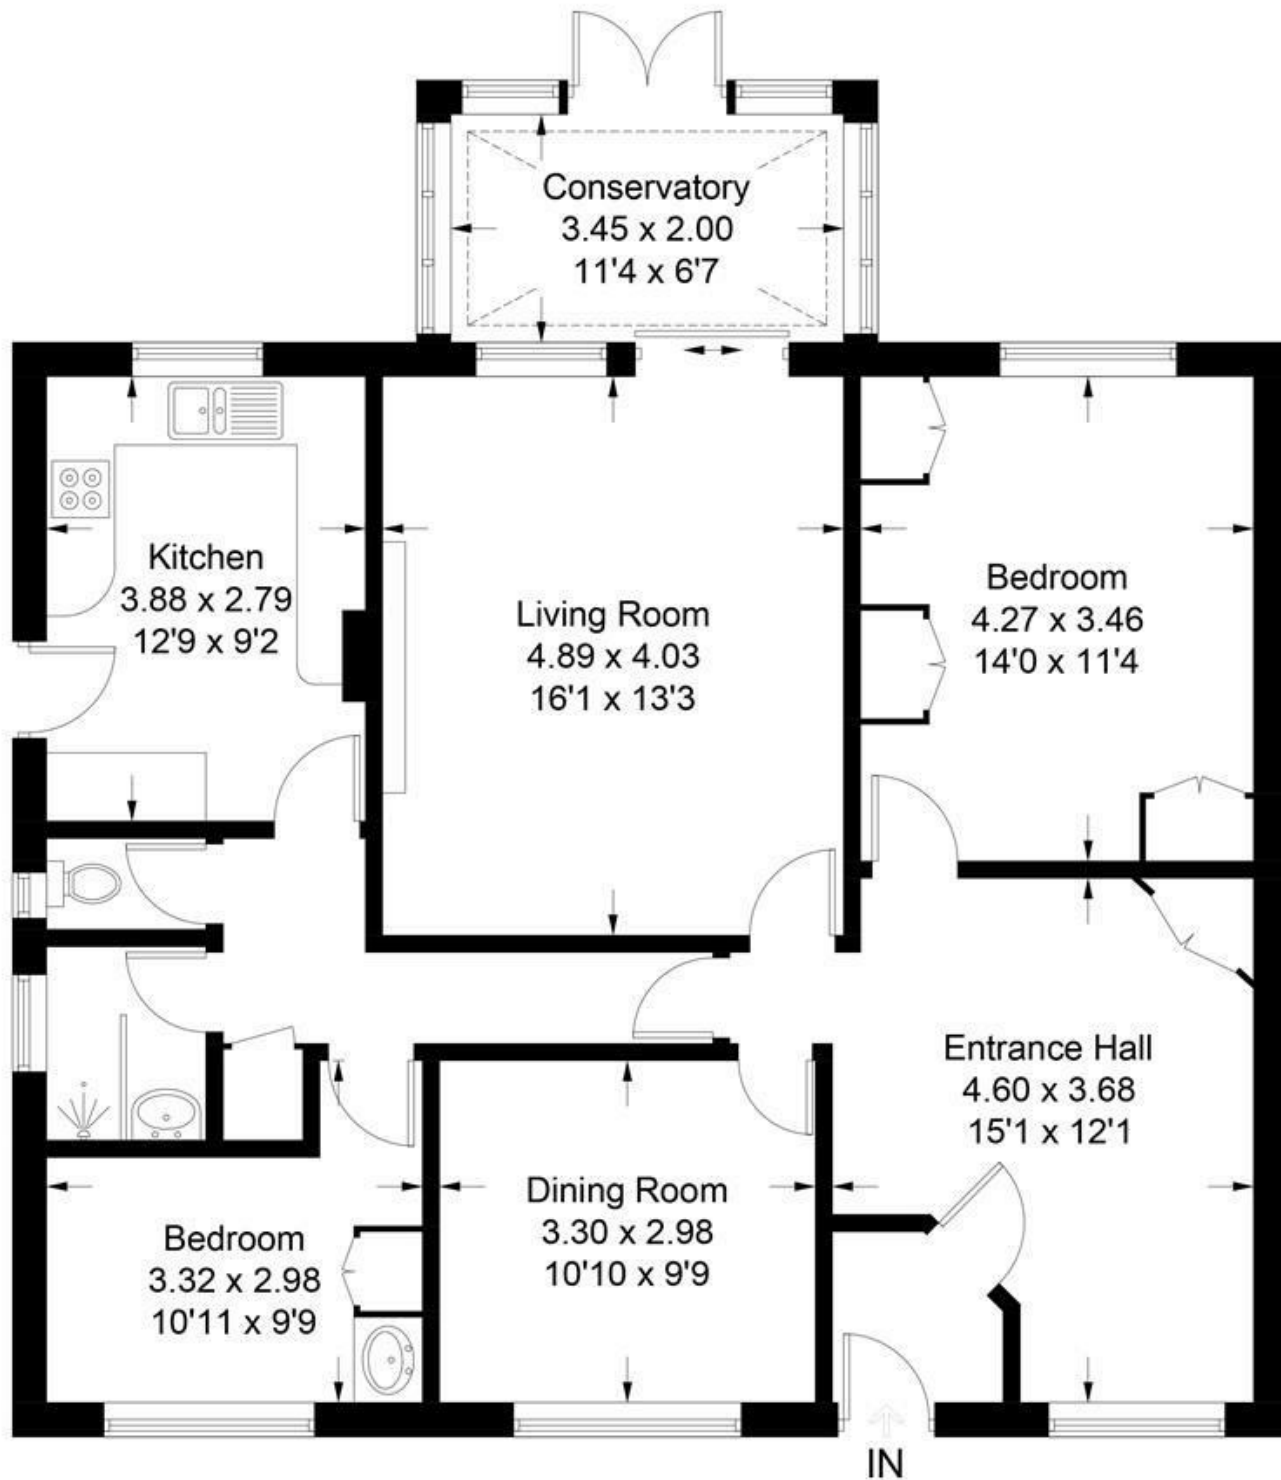 Conservatory
3.45 x 2.00
11'4 x 6'7
Kitchen
3.88 x 2.79
12'9 x 9'2
Living Room
4.89 x 4.03
16'1 x 13'3
Bedroom
4.27 x 3.46
14'0 x 11'4
Entrance Hall
4.60 x 3.68
15'1 x 12'1
Dining Room
3.30 x 2.98
10'10 x 9'9
Bedroom
3.32 x 2.98
10'11 x 9'9
IN